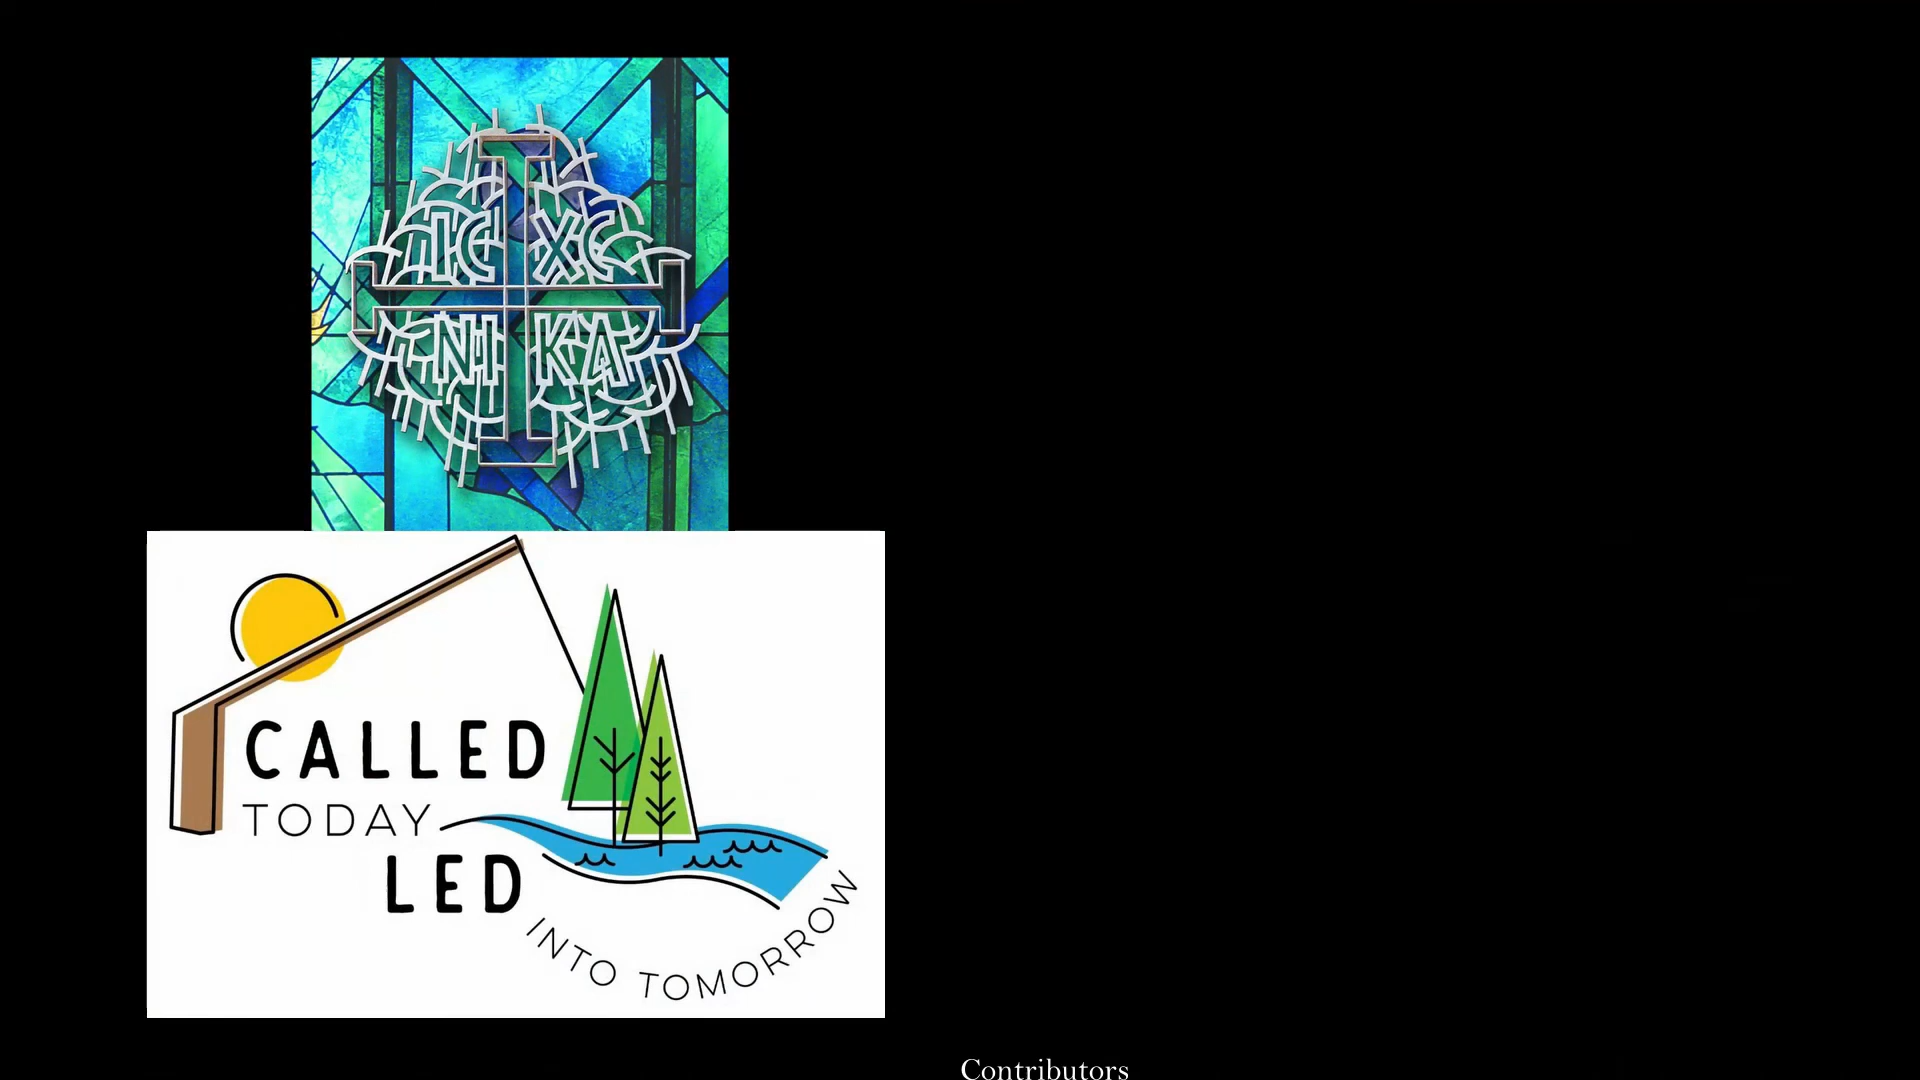 IC XC
NI KA
CALLED
TODAY
LED
INTO TOMORROW
Contributors